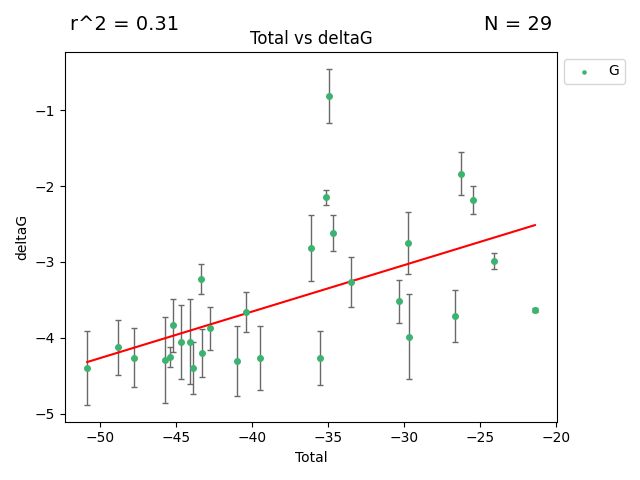 r^2 = 0.31
N = 29
Total vs deltaG
G
−1
−2
−3
−4
−5
deltaG
−50 −45 −40 −35 −30 −25 −20
Total